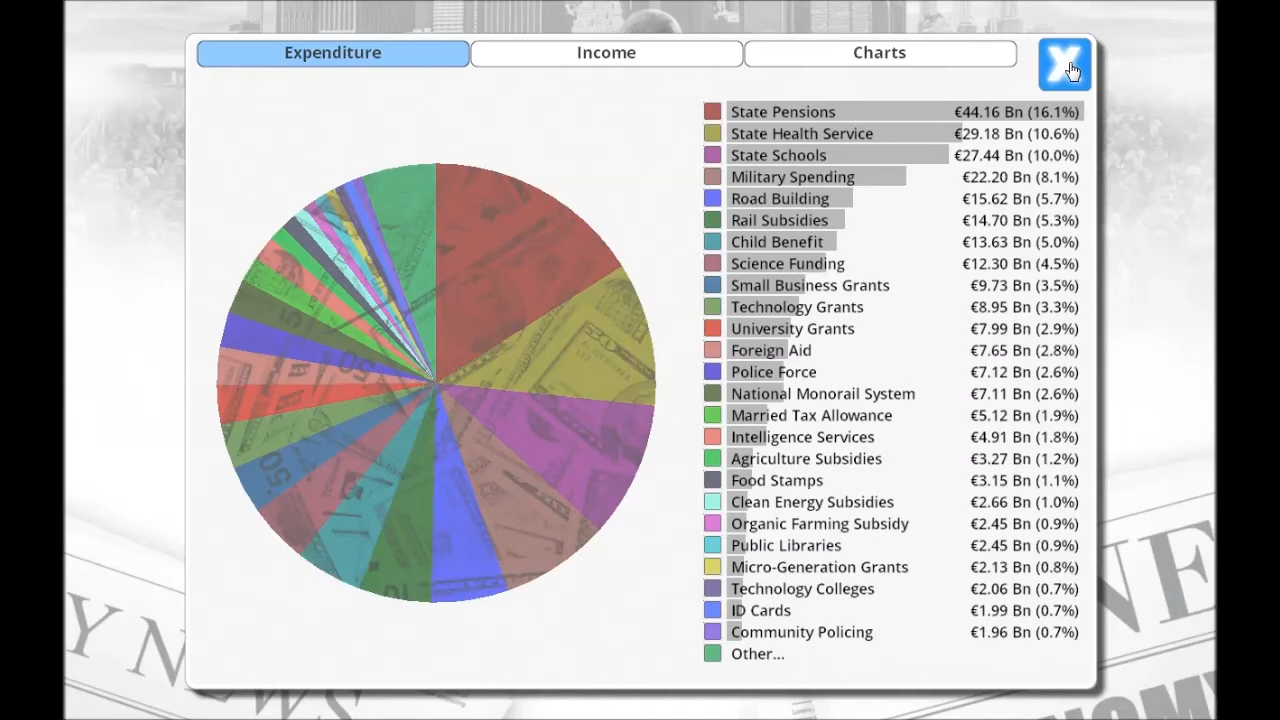 Expenditure
Income
Charts
X
State Pensions €44.16 Bn (16.1%)
State Health Service €29.18 Bn (10.6%)
State Schools €27.44 Bn (10.0%)
Military Spending €22.20 Bn (8.1%)
Road Building €15.62 Bn (5.7%)
Rail Subsidies €14.70 Bn (5.3%)
Child Benefit €13.63 Bn (5.0%)
Science Funding €12.30 Bn (4.5%)
Small Business Grants €9.73 Bn (3.5%)
Technology Grants €8.95 Bn (3.3%)
University Grants €7.99 Bn (2.9%)
Foreign Aid €7.65 Bn (2.8%)
Police Force €7.12 Bn (2.6%)
National Monorail System €7.11 Bn (2.6%)
Married Tax Allowance €5.12 Bn (1.9%)
Intelligence Services €4.91 Bn (1.8%)
Agriculture Subsidies €3.27 Bn (1.2%)
Food Stamps €3.15 Bn (1.1%)
Clean Energy Subsidies €2.66 Bn (1.0%)
Organic Farming Subsidy €2.45 Bn (0.9%)
Public Libraries €2.45 Bn (0.9%)
Micro-Generation Grants €2.13 Bn (0.8%)
Technology Colleges €2.06 Bn (0.7%)
ID Cards €1.99 Bn (0.7%)
Community Policing €1.96 Bn (0.7%)
Other...
Y NEWS
NE